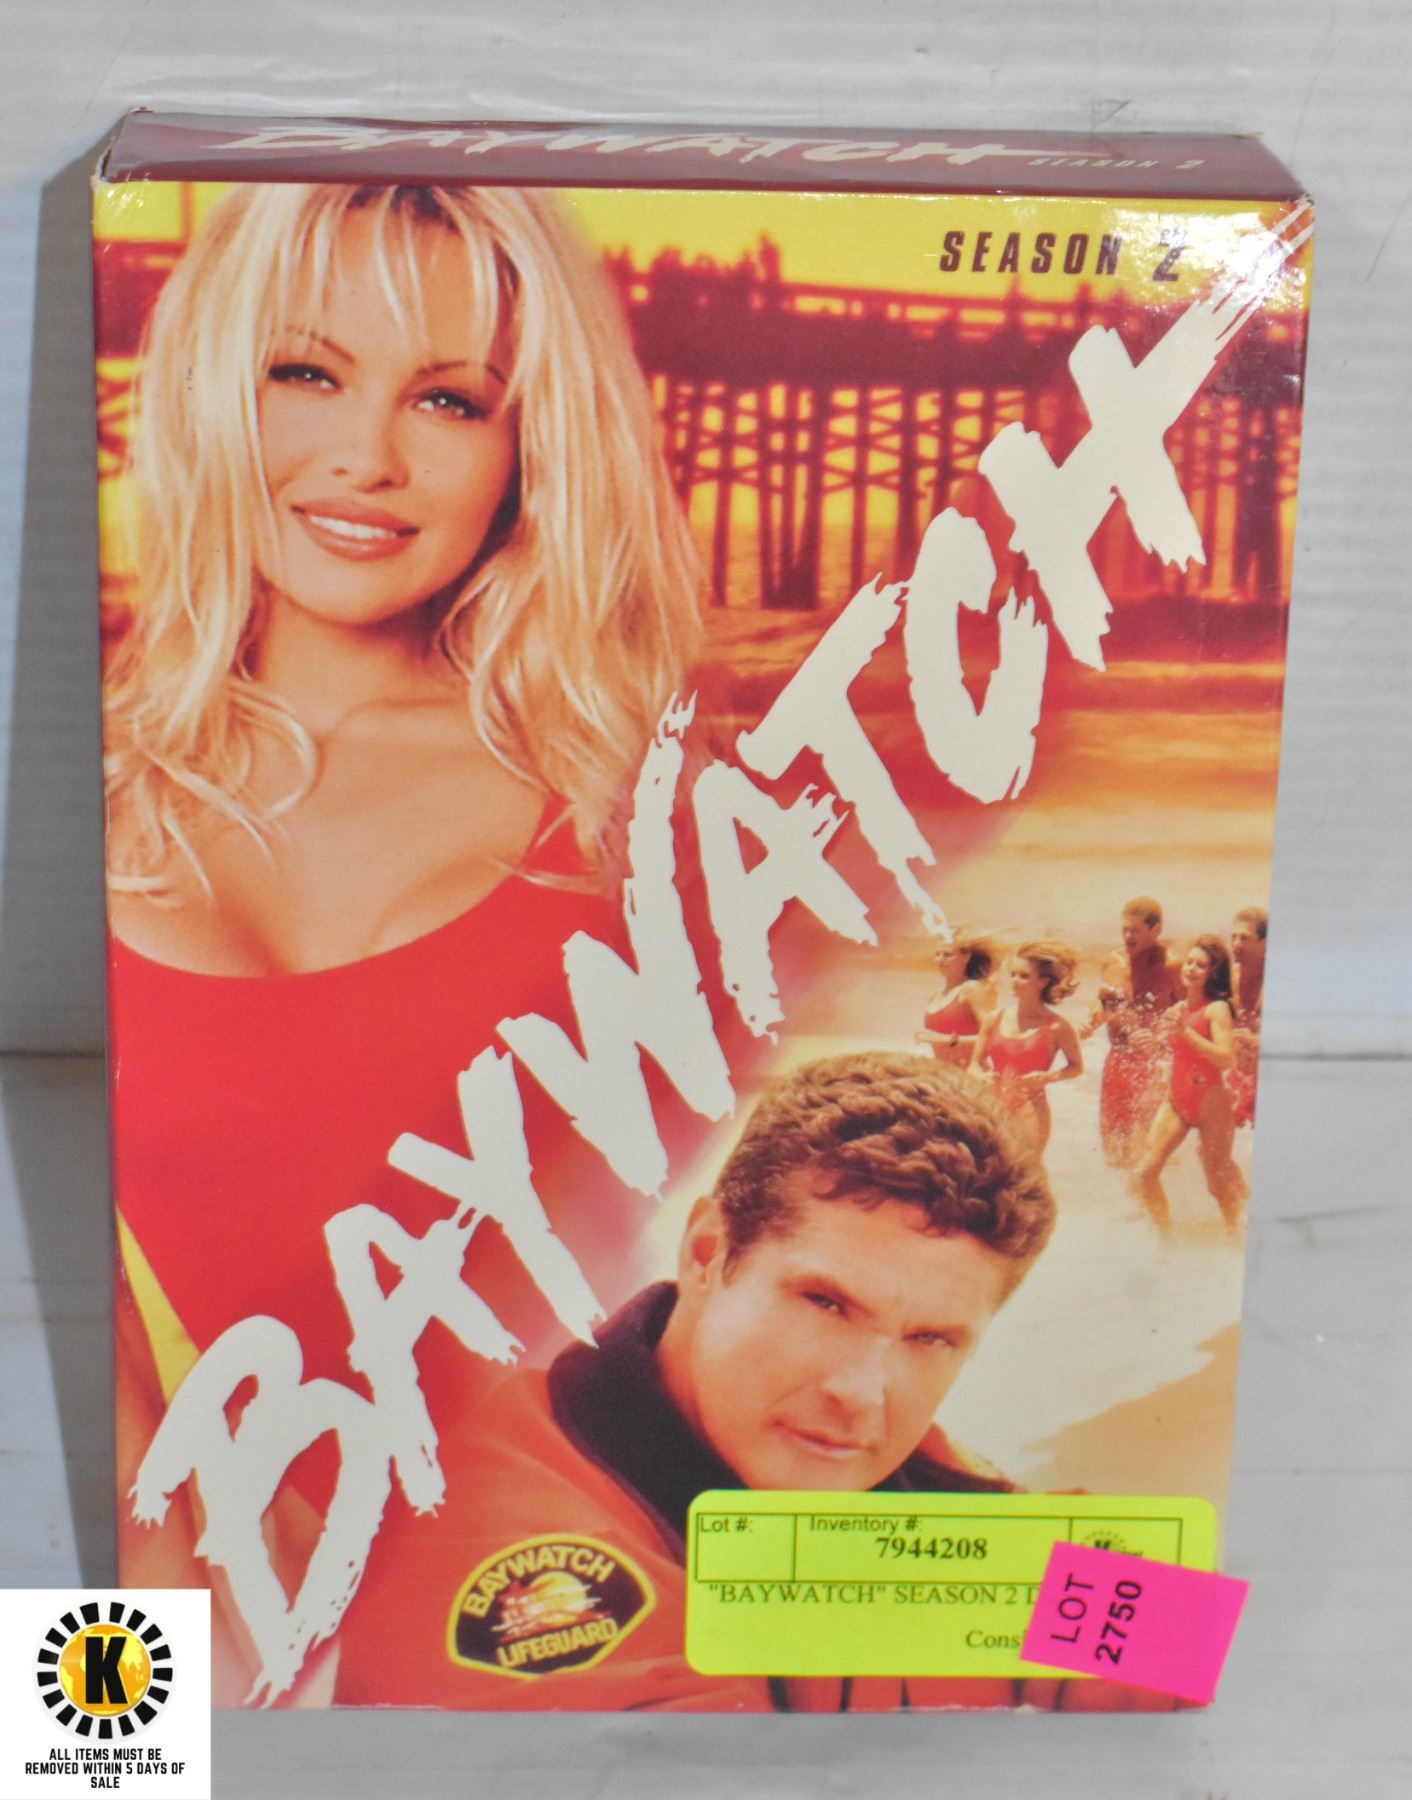 BAYWATCH SEASON 2
SEASON 2
BAYWATCH
BAYWATCH
LIFEGUARD
Lot #: Inventory #:
7944208
K
"BAYWATCH" SEASON 2 D
Cons
LOT
2750
K
ALL ITEMS MUST BE
REMOVED WITHIN 5 DAYS OF
SALE